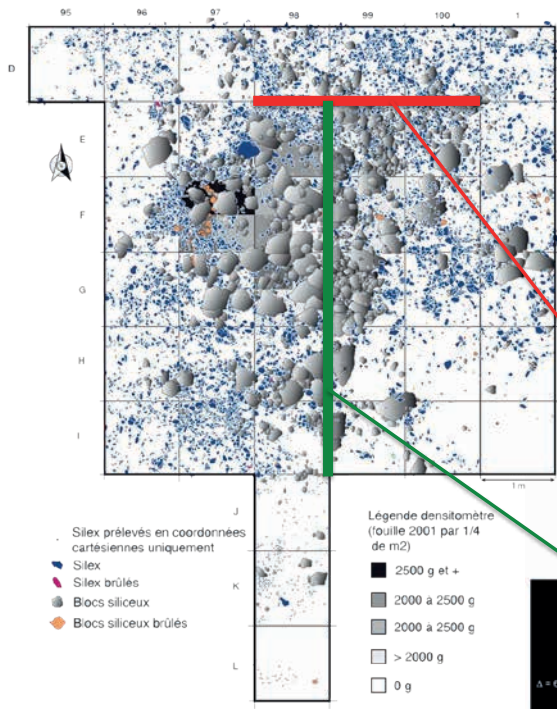 95 96 97 98 99 100 1
D
E
F
G
H
I
J
K
L
1 m
Silex prélevés en coordonnées
cartésiennes uniquement
Silex
Silex brûlés
Blocs siliceux
Blocs siliceux brûlés
Légende densitomètre
(fouille 2001 par 1/4
de m2)
2500 g et +
2000 à 2500 g
2000 à 2500 g
> 2000 g
0 g
Δ = 6